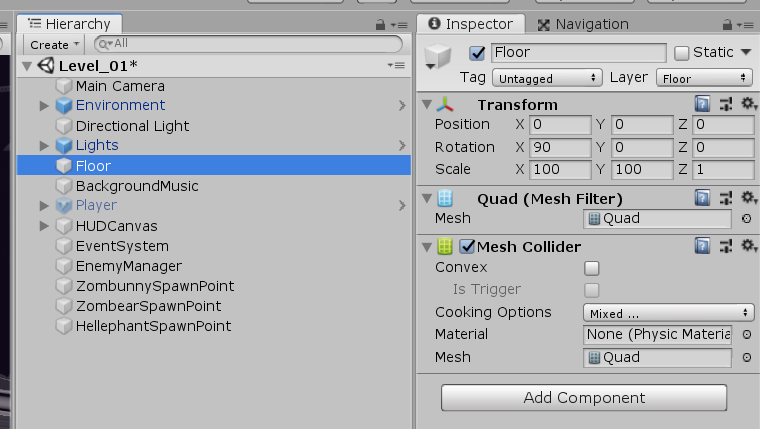 Hierarchy
Create
All
Level_01*
Main Camera
Environment
Directional Light
Lights
Floor
BackgroundMusic
Player
HUDCanvas
EventSystem
EnemyManager
ZombunnySpawnPoint
ZombearSpawnPoint
HellephantSpawnPoint
Inspector Navigation
Floor Static
Tag Untagged Layer Floor
Transform
Position X 0 Y 0 Z 0
Rotation X 90 Y 0 Z 0
Scale X 100 Y 100 Z 1
Quad (Mesh Filter)
Mesh Quad
Mesh Collider
Convex
Is Trigger
Cooking Options Mixed ...
Material None (Physic Materia
Mesh Quad
Add Component